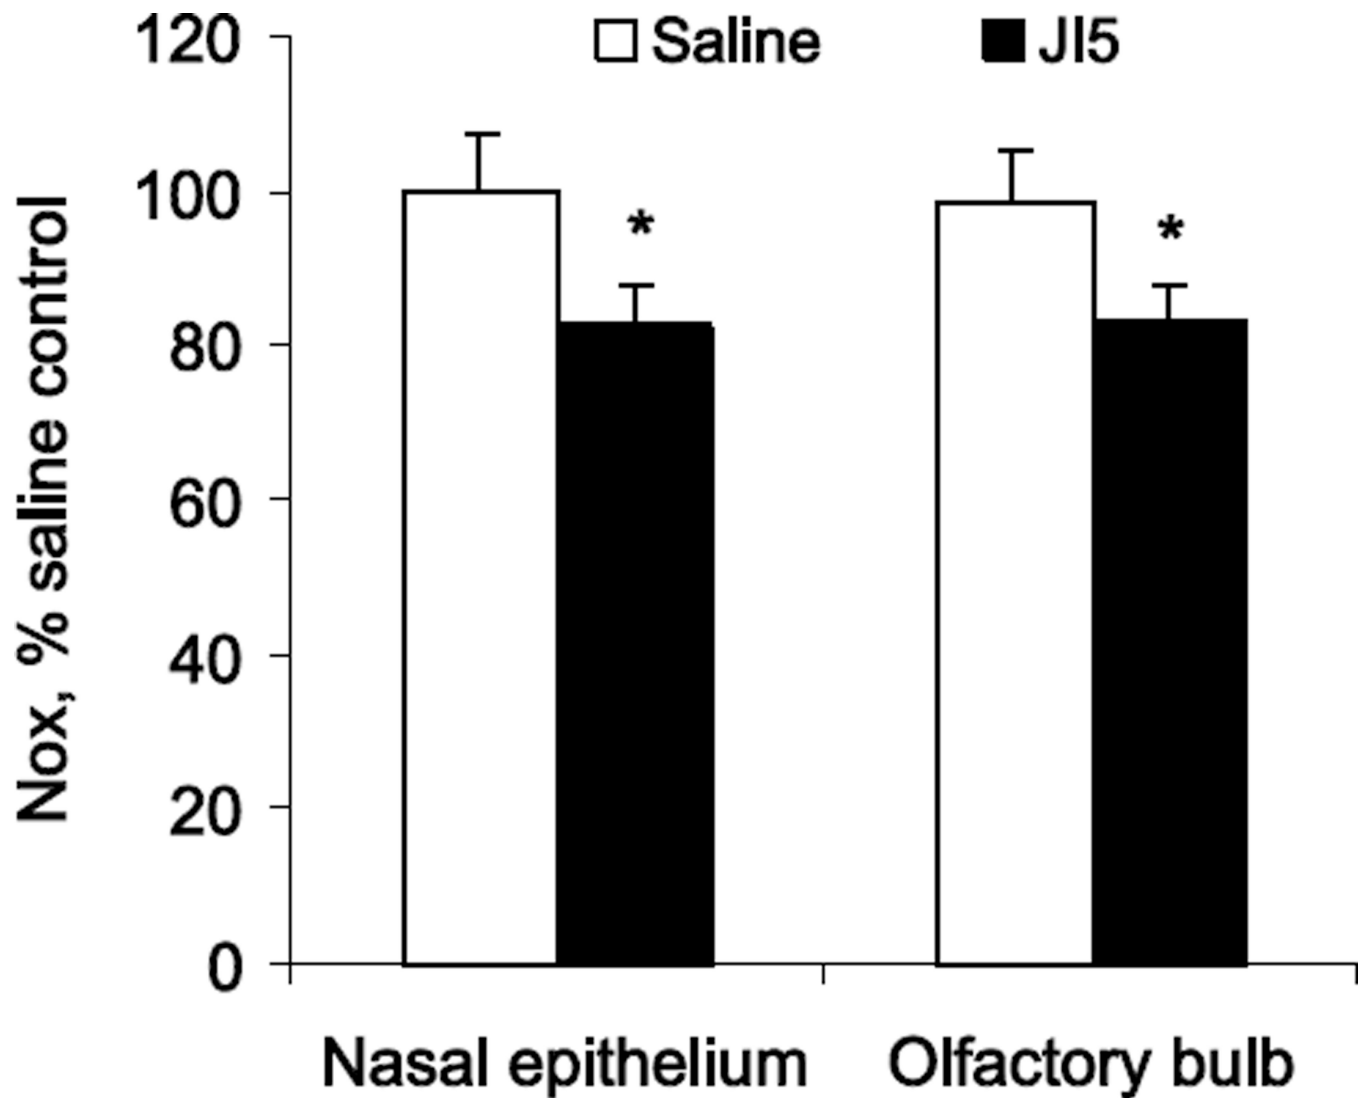 120
Saline
JI5
100
80
60
40
20
0
Nox, % saline control
*
*
Nasal epithelium
Olfactory bulb